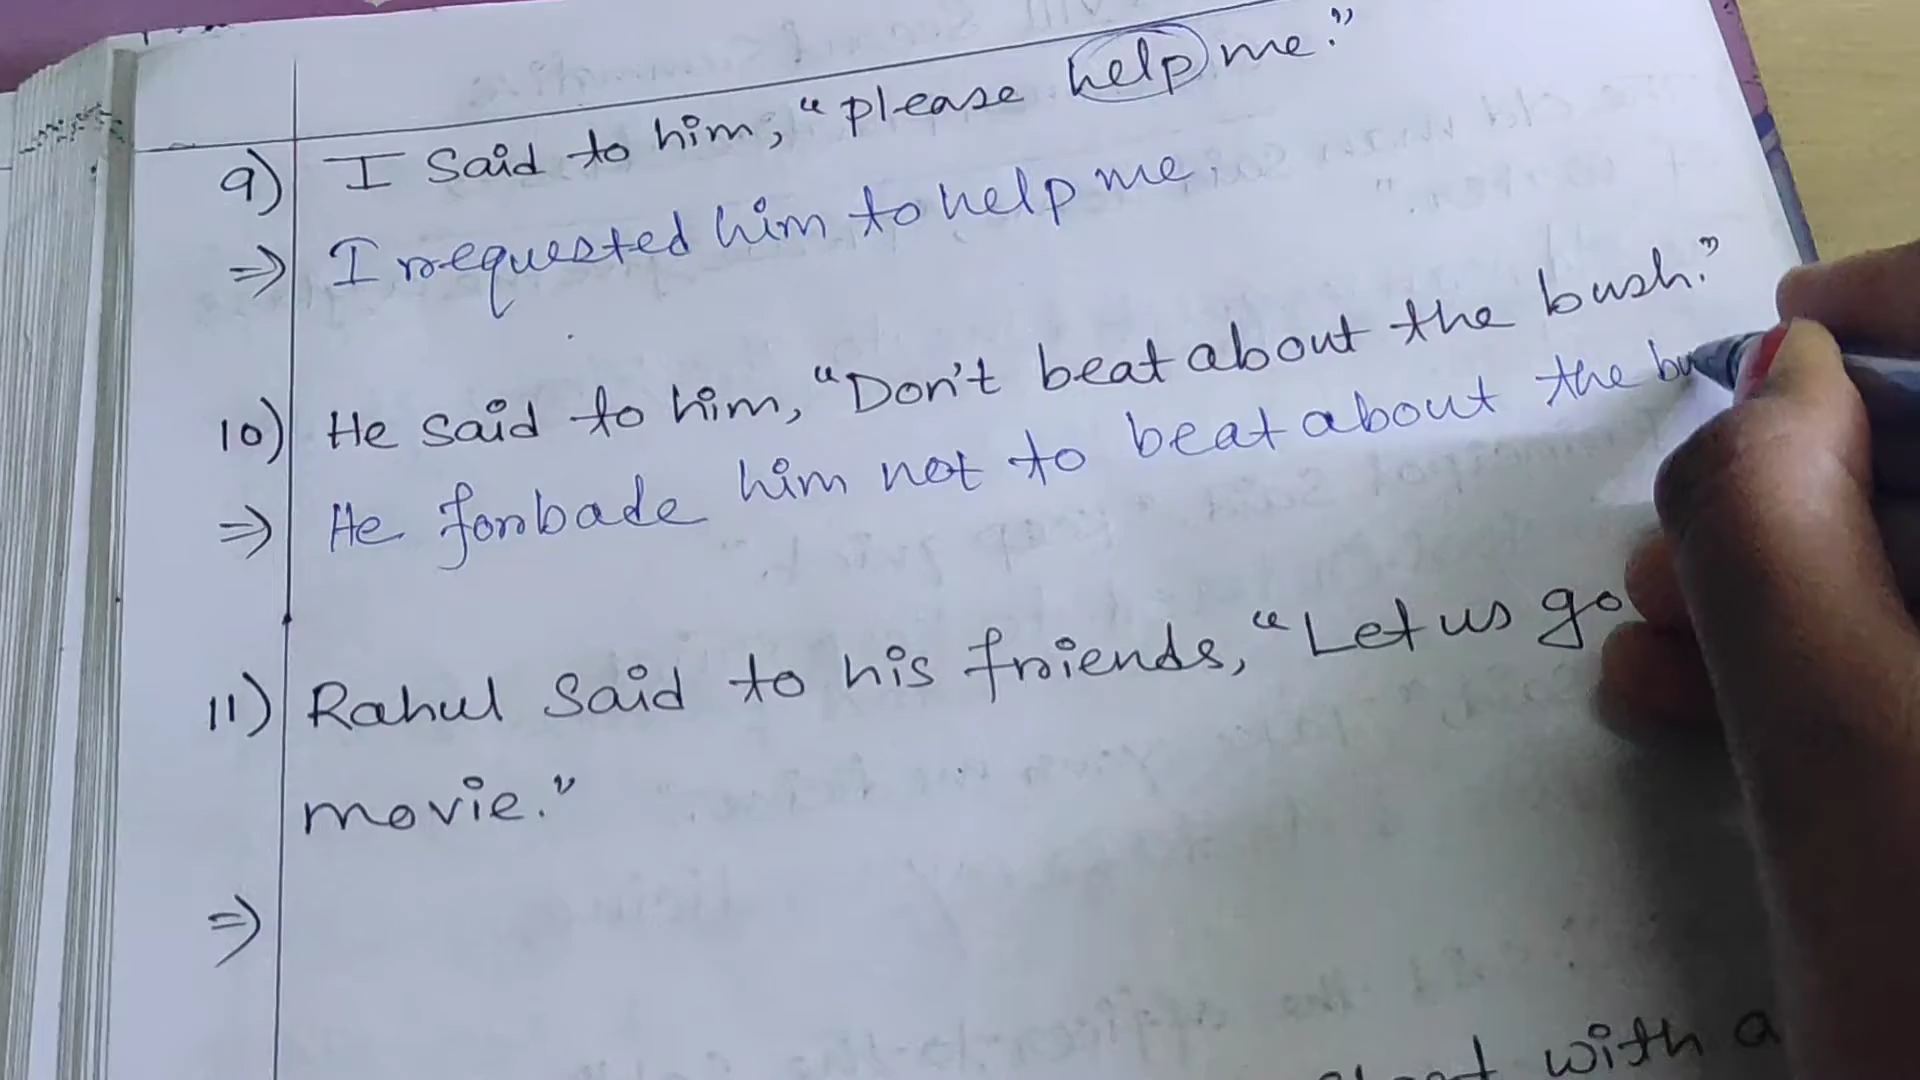 9) I Said to him, "please help me."
⇒ I requested him to help me.
10) He said to him, "Don't beat about the bush."
⇒ He forbade him not to beat about the bu
11) Rahul Said to his friends, "Let us go
movie."
⇒
with a